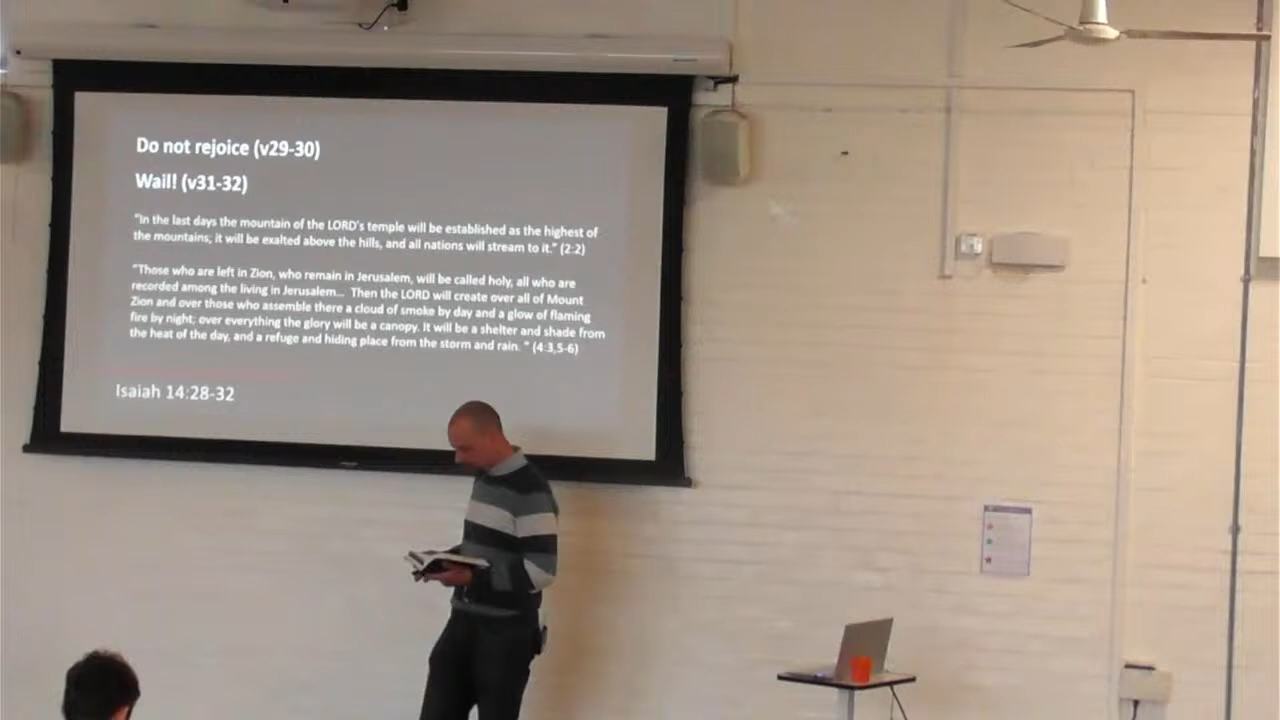 Do not rejoice (v29-30)
Wail! (v31-32)
"In the last days the mountain of the LORD's temple will be established as the highest of
the mountains; it will be exalted above the hills, and all nations will stream to it." (2:2)
"Those who are left in Zion, who remain in Jerusalem, will be called holy, all who are
recorded among the living in Jerusalem... Then the LORD will create over all of Mount
Zion and over those who assemble there a cloud of smoke by day and a glow of flaming
fire by night; over everything the glory will be a canopy. It will be a shelter and shade from
the heat of the day, and a refuge and hiding place from the storm and rain. " (4:3,5-6)
Isaiah 14:28-32